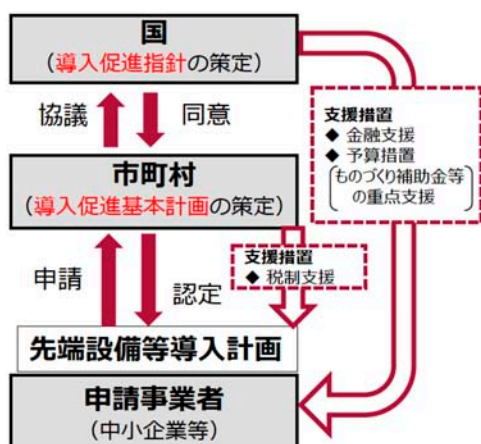 国
（導入促進指針の策定）
協議
同意
支援措置
◆ 金融支援
◆ 予算措置
ものづくり補助金等
の重点支援
市町村
（導入促進基本計画の策定）
申請
認定
支援措置
◆ 税制支援
先端設備等導入計画
申請事業者
（中小企業等）